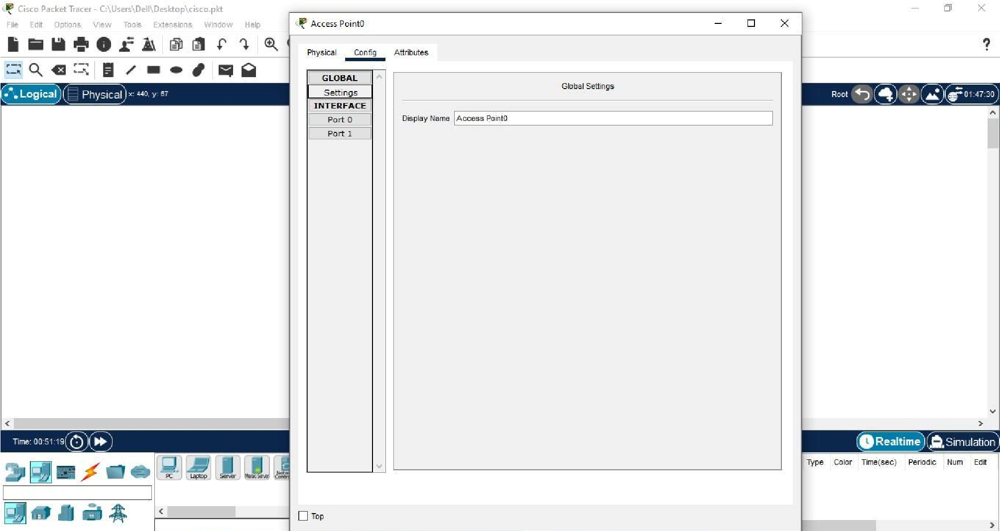 Cisco Packet Tracer - C:\Users\Dell\Desktop\cisco.pkt
File Edit Options View Tools Extensions Window Help
Access Point0
Physical Config Attributes
GLOBAL
Settings
INTERFACE
Port 0
Port 1
Global Settings
Display Name Access Point0
Top
?
Logical Physical x: 440, y: 67
Root 01:47:30
Time: 00:51:19
Realtime Simulation
PC Laptop Server Meraki Server
Type Color Time(sec) Periodic Num Edit